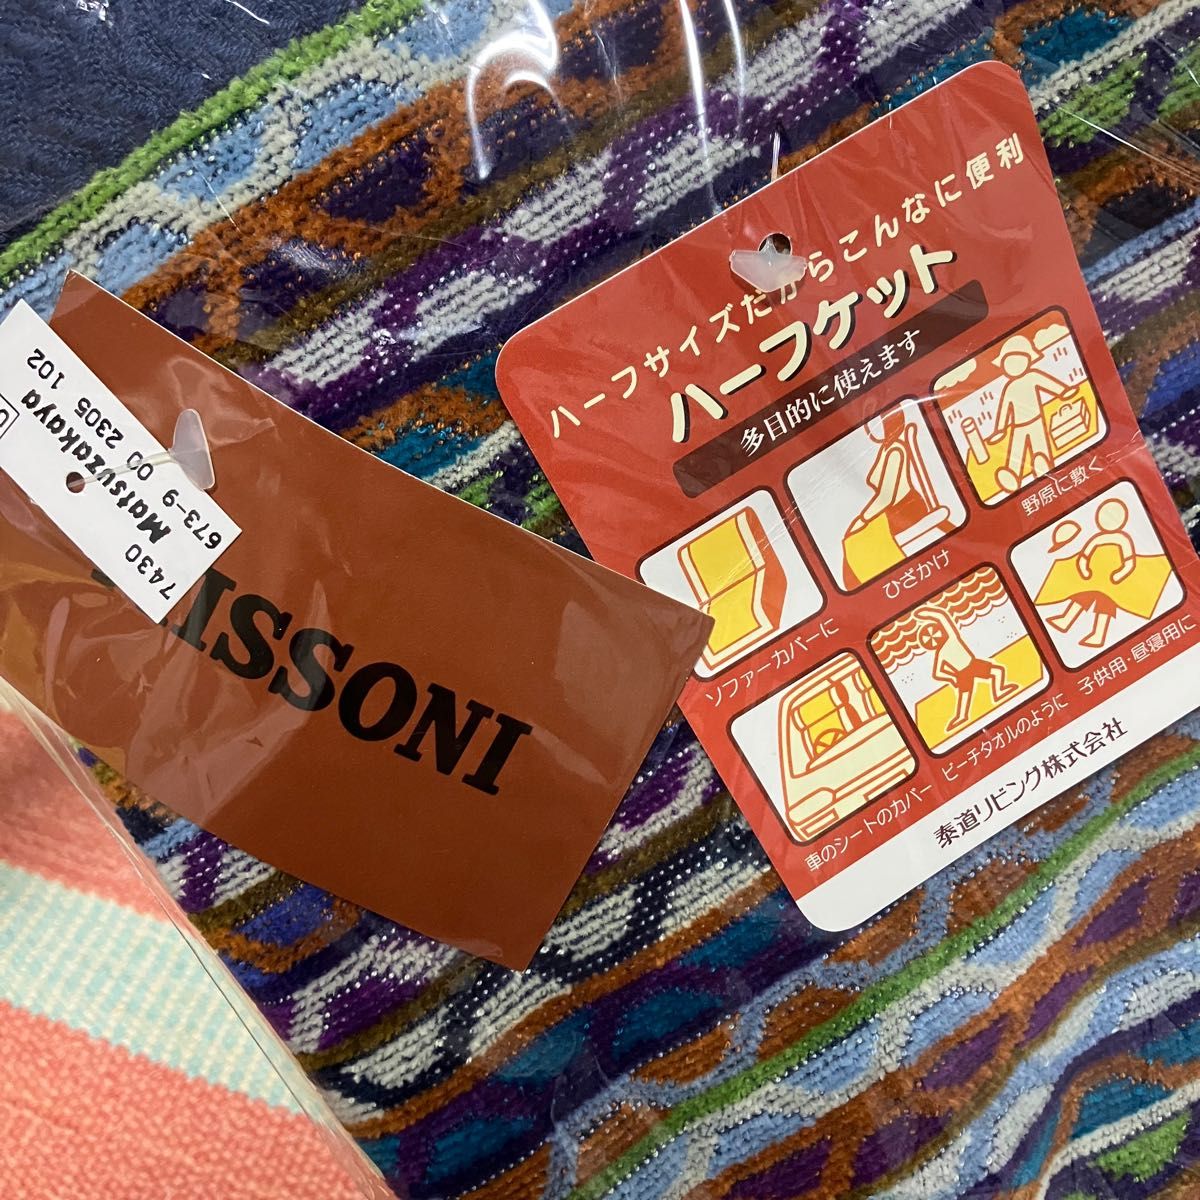 7430
Matsuzakaya
673-9 00 2305 102
MISSONI
ハーフサイズだからこんなに便利
ハーフケット
多目的に使えます
ソファーカバーに
ひざかけ
野原に敷く
車のシートのカバー
ビーチタオルのように
子供用・昼寝用に
泰道リビング株式会社